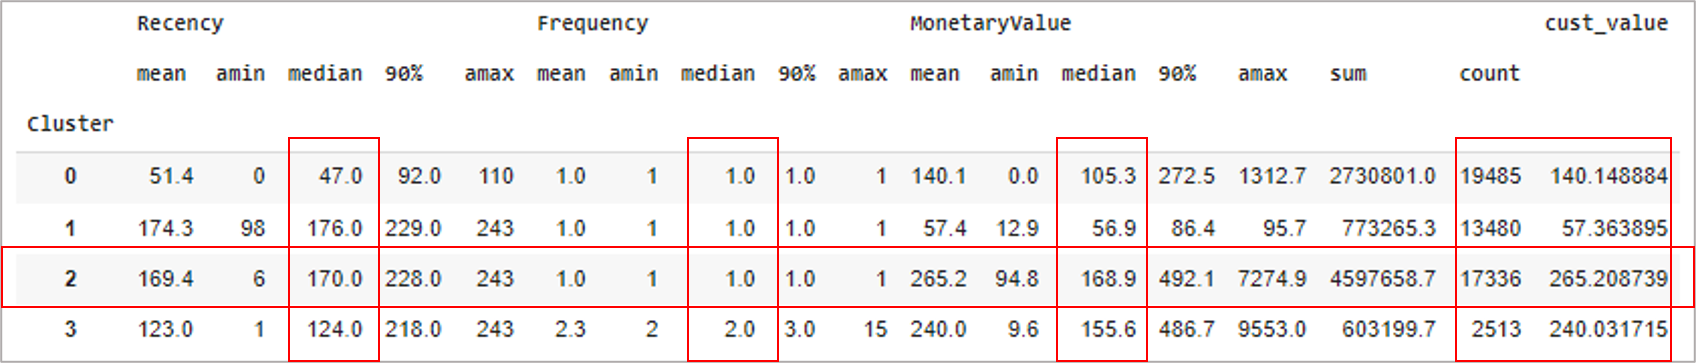 Recency Frequency MonetaryValue cust_value
mean amin median 90% amax mean amin median 90% amax mean amin median 90% amax sum count
Cluster
0 51.4 0 47.0 92.0 110 1.0 1 1.0 1.0 1 140.1 0.0 105.3 272.5 1312.7 2730801.0 19485 140.148884
1 174.3 98 176.0 229.0 243 1.0 1 1.0 1.0 1 57.4 12.9 56.9 86.4 95.7 773265.3 13480 57.363895
2 169.4 6 170.0 228.0 243 1.0 1 1.0 1.0 1 265.2 94.8 168.9 492.1 7274.9 4597658.7 17336 265.208739
3 123.0 1 124.0 218.0 243 2.3 2 2.0 3.0 15 240.0 9.6 155.6 486.7 9553.0 603199.7 2513 240.031715